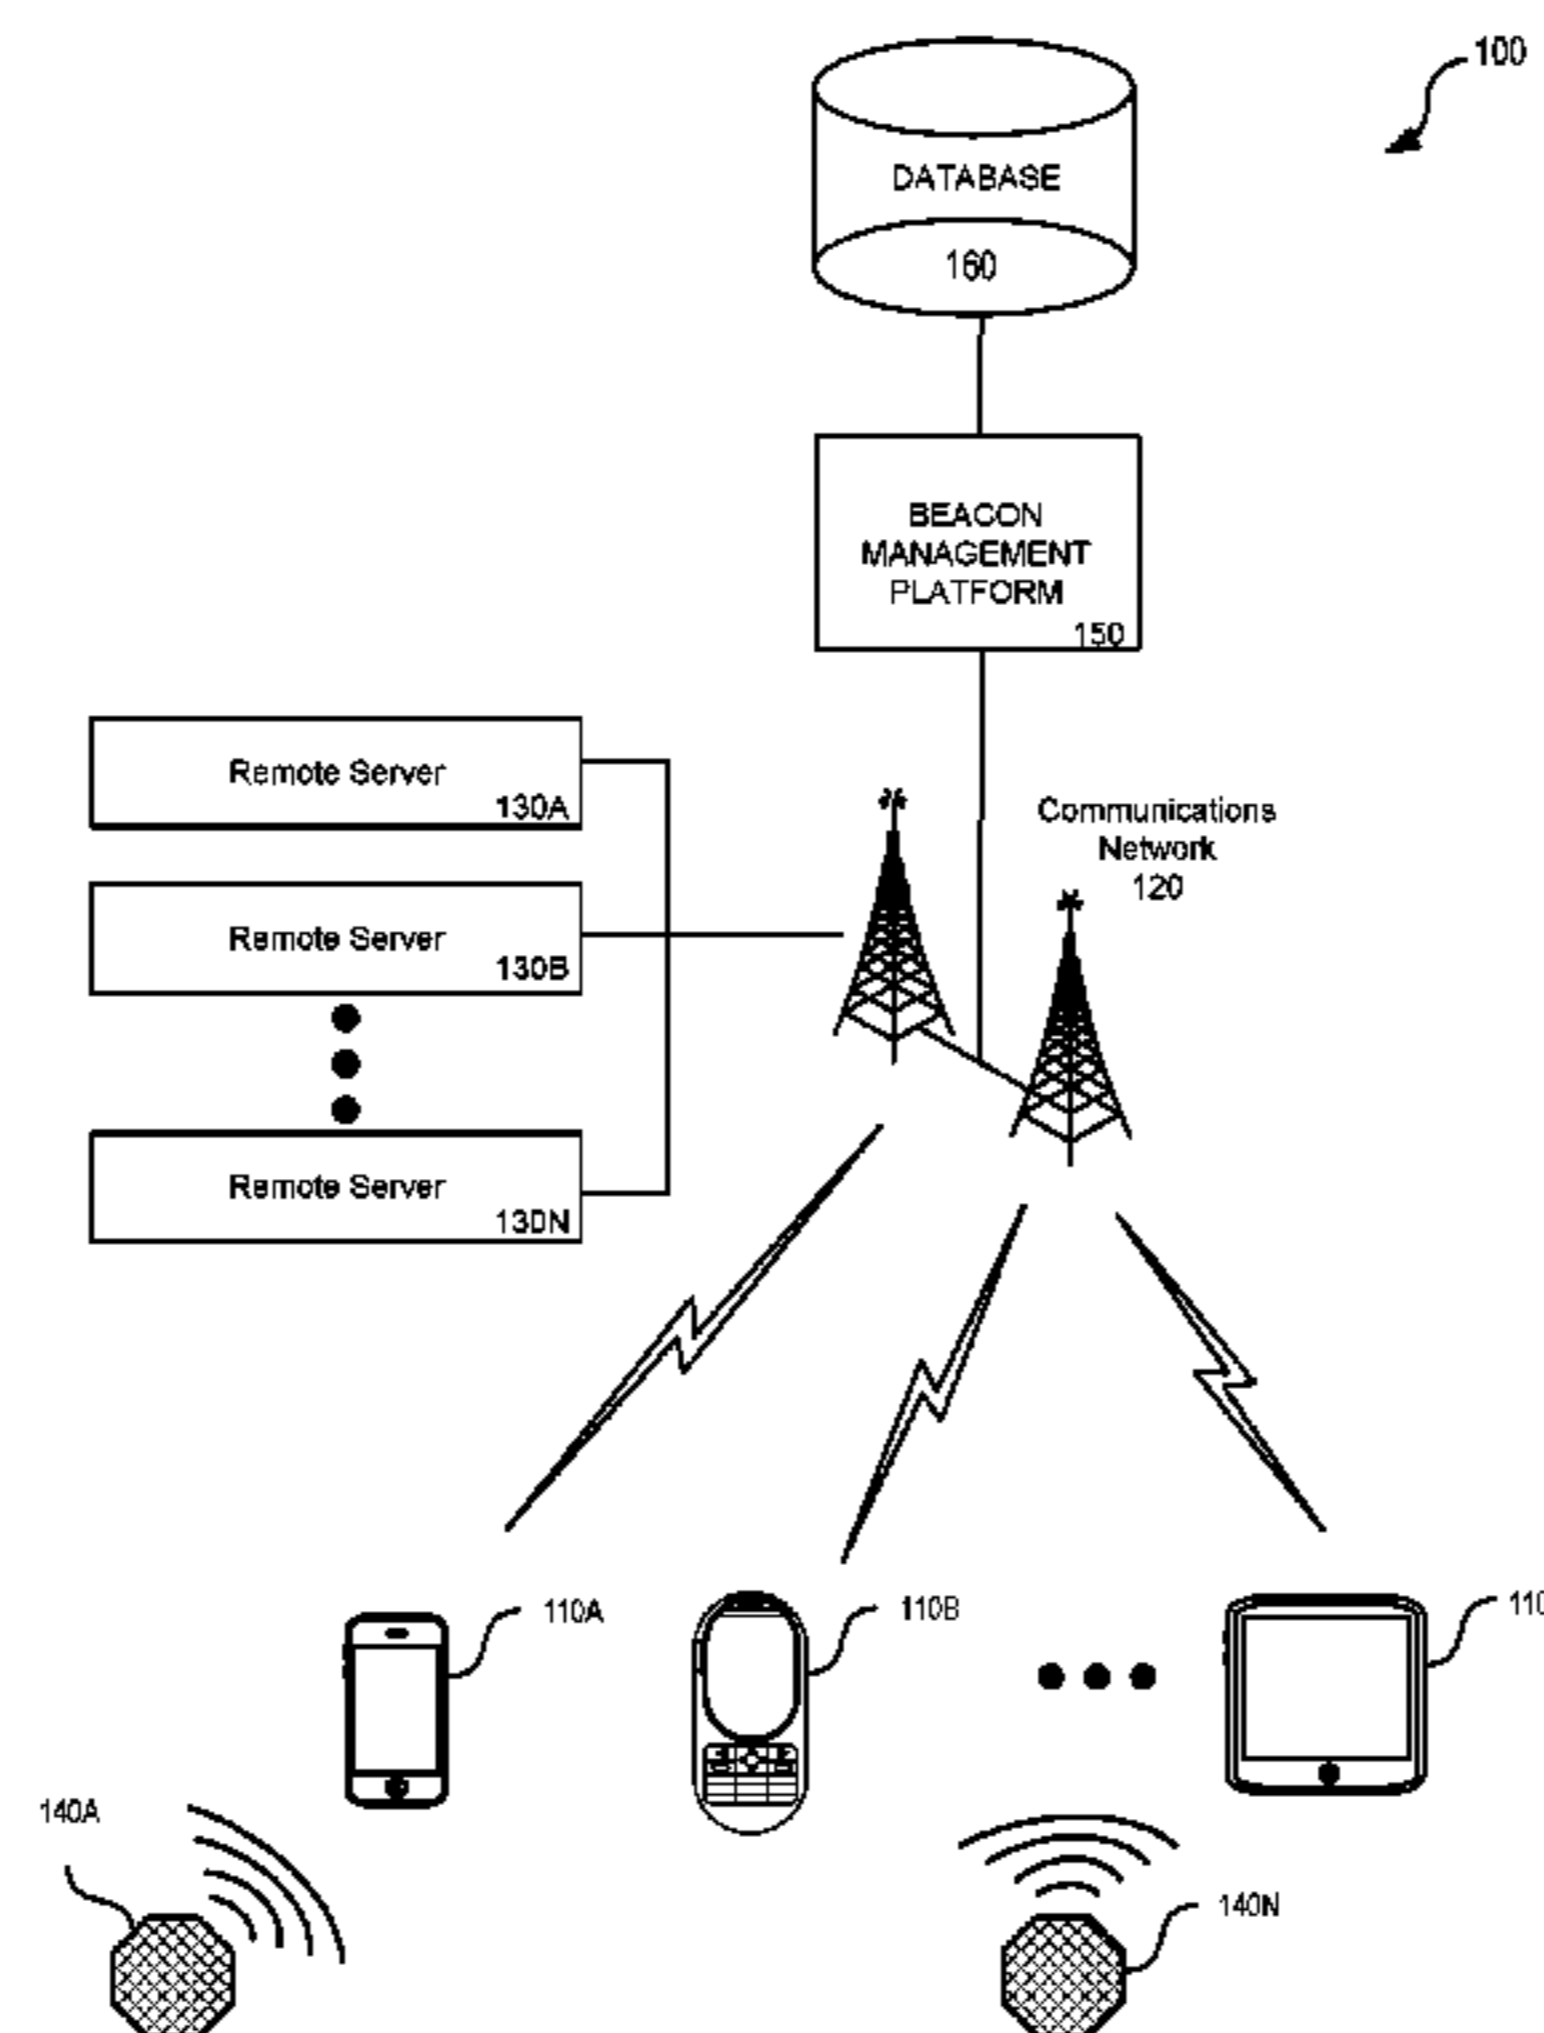 100
DATABASE
160
BEACON
MANAGEMENT
PLATFORM
150
Remote Server
130A
Communications
Network
120
Remote Server
130B
Remote Server
130N
110A
110B
110
140A
140N